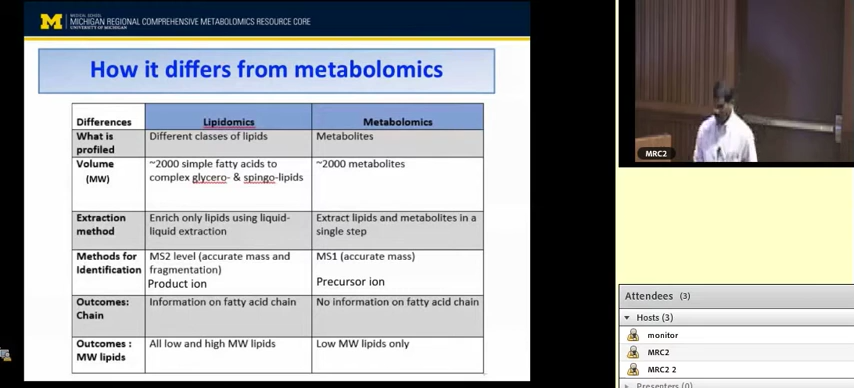 MEDICAL SCHOOL
MICHIGAN REGIONAL COMPREHENSIVE METABOLOMICS RESOURCE CORE
UNIVERSITY OF MICHIGAN
How it differs from metabolomics
Differences Lipidomics Metabolomics
What is profiled Different classes of lipids Metabolites
Volume (MW) ~2000 simple fatty acids to ~2000 metabolites
complex glycero- & spingo-lipids
Extraction method Enrich only lipids using liquid- Extract lipids and metabolites in a
liquid extraction single step
Methods for Identification MS2 level (accurate mass and MS1 (accurate mass)
fragmentation)
Product ion Precursor ion
Outcomes: Chain Information on fatty acid chain No information on fatty acid chain
Outcomes : MW lipids All low and high MW lipids Low MW lipids only
MRC2
Attendees (3)
Hosts (3)
monitor
MRC2
MRC2 2
Presenters (0)